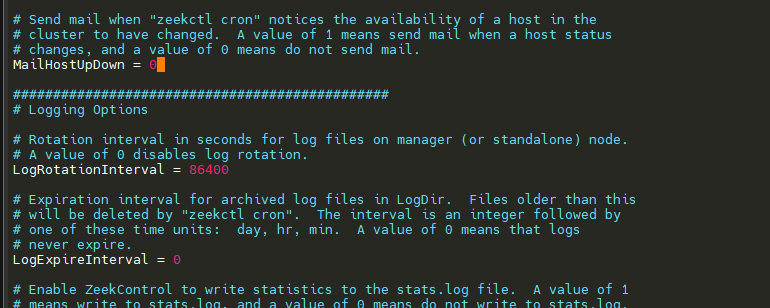 # Send mail when "zeekctl cron" notices the availability of a host in the
# cluster to have changed.  A value of 1 means send mail when a host status
# changes, and a value of 0 means do not send mail.
MailHostUpDown = 0
###############################################
# Logging Options
# Rotation interval in seconds for log files on manager (or standalone) node.
# A value of 0 disables log rotation.
LogRotationInterval = 86400
# Expiration interval for archived log files in LogDir.  Files older than this
# will be deleted by "zeekctl cron".  The interval is an integer followed by
# one of these time units:  day, hr, min.  A value of 0 means that logs
# never expire.
LogExpireInterval = 0
# Enable ZeekControl to write statistics to the stats.log file.  A value of 1
# means write to stats.log, and a value of 0 means do not write to stats.log.